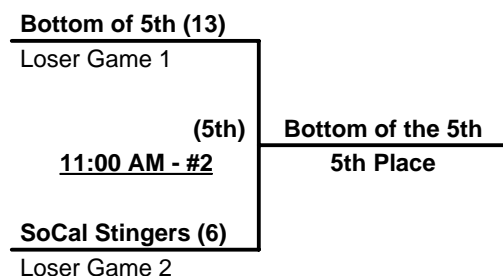 Bottom of 5th (13)
Loser Game 1
(5th)
Bottom of the 5th
11:00 AM - #2
5th Place
SoCal Stingers (6)
Loser Game 2